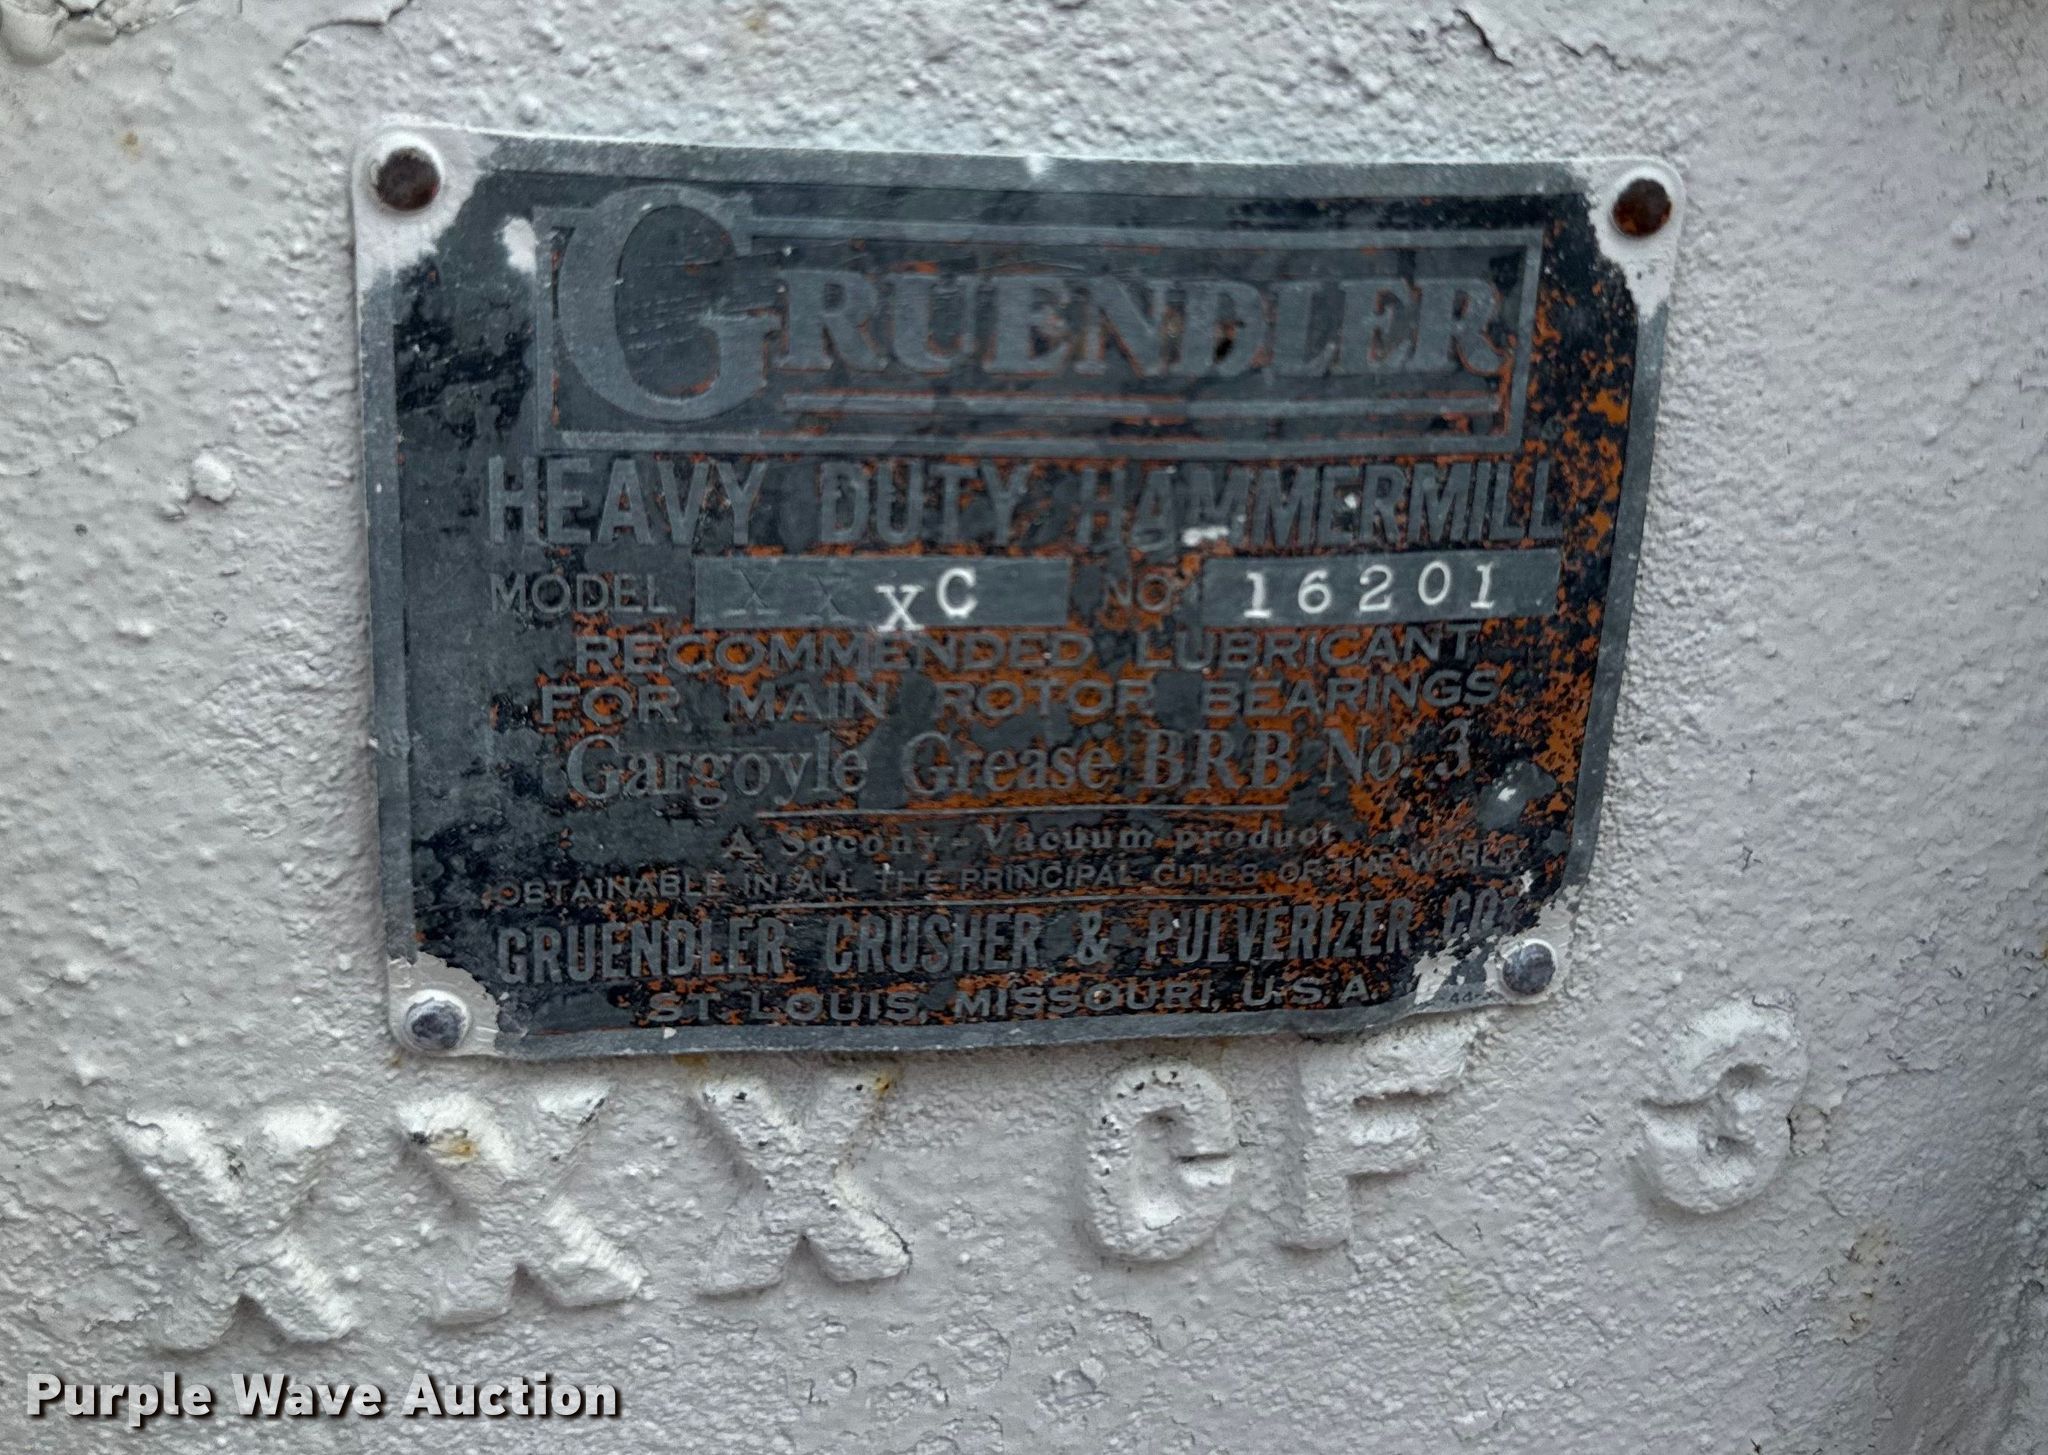 GRUENDLER
HEAVY DUTY HAMMERMILL
MODEL XXXC NO 16201
RECOMMENDED LUBRICANT
FOR MAIN ROTOR BEARINGS
Gargoyle Grease BRB No. 3
A Socony-Vacuum product
OBTAINABLE IN ALL THE PRINCIPAL CITIES OF THE WORLD
GRUENDLER CRUSHER & PULVERIZER CO.
ST. LOUIS, MISSOURI, U.S.A.
XXX GF 3
Purple Wave Auction